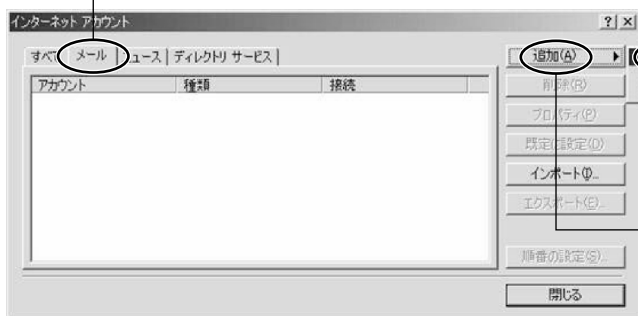 インターネット アカウント
すべて メール ニュース ディレクトリ サービス
アカウント 種類 接続
追加(A)
削除(R)
プロパティ(P)
既定に設定(D)
インポート(I)...
エクスポート(E)...
順番の設定(S)...
閉じる